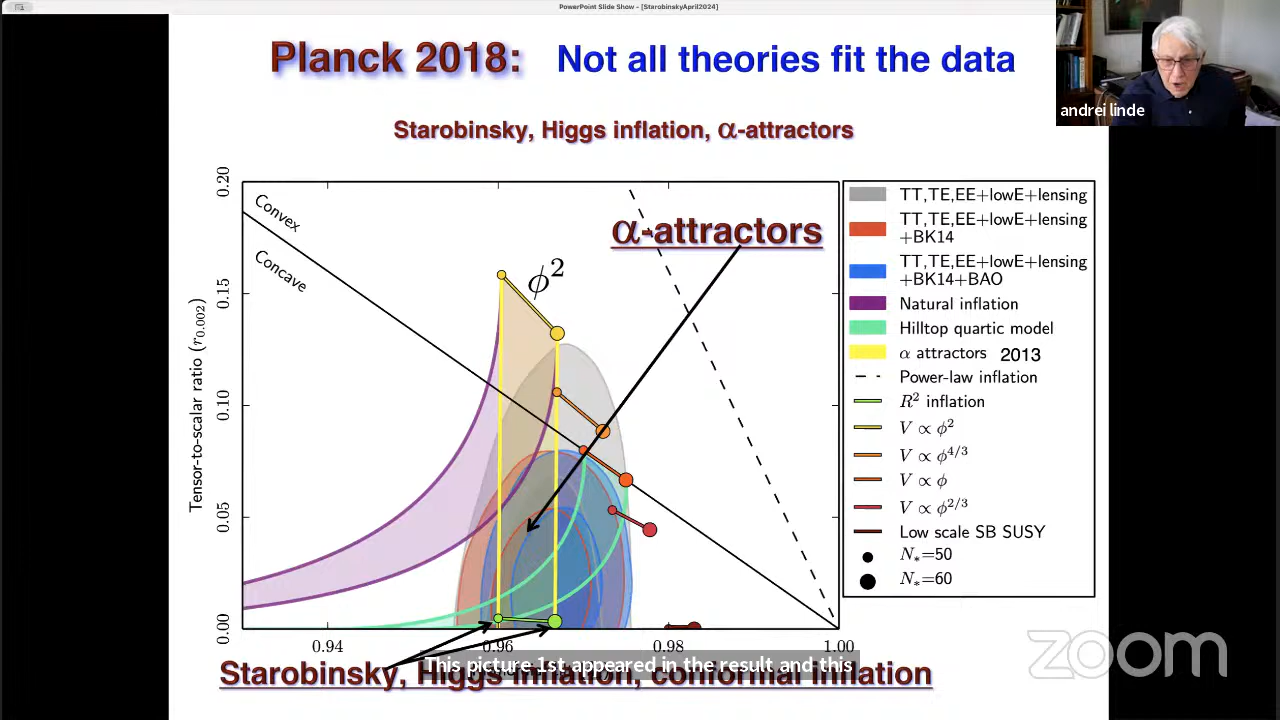 PowerPoint Slide Show - [StarobinskyApril2024]
Planck 2018: Not all theories fit the data
andrei linde
Starobinsky, Higgs inflation, α-attractors
0.20
0.15
0.10
0.05
0.00
Tensor-to-scalar ratio (r0.002)
Convex
Concave
ϕ²
α-attractors
0.94
0.96
0.98
1.00
TT,TE,EE+lowE+lensing
TT,TE,EE+lowE+lensing
+BK14
TT,TE,EE+lowE+lensing
+BK14+BAO
Natural inflation
Hilltop quartic model
α attractors 2013
Power-law inflation
R² inflation
V ∝ ϕ²
V ∝ ϕ^4/3
V ∝ ϕ
V ∝ ϕ^2/3
Low scale SB SUSY
N*=50
N*=60
This picture 1st appeared in the result and this
Starobinsky, Higgs inflation, conformal inflation
zoom